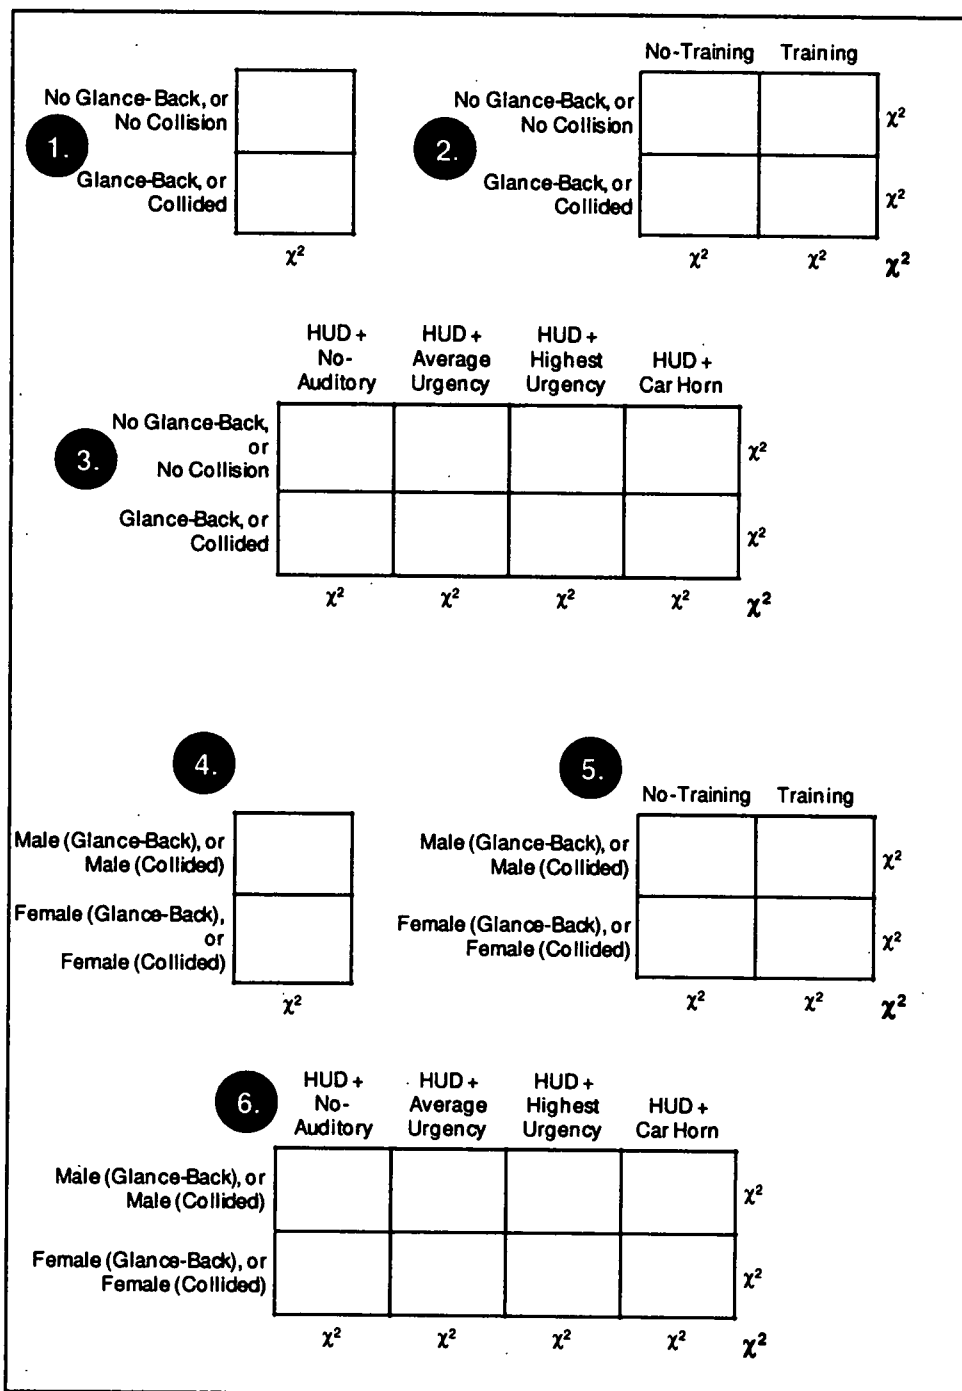 1.
No Glance-Back, or
No Collision
Glance-Back, or
Collided
χ²
2.
No-Training Training
No Glance-Back, or
No Collision
χ²
Glance-Back, or
Collided
χ²
χ² χ² χ²
3.
HUD +
No-
Auditory
HUD +
Average
Urgency
HUD +
Highest
Urgency
HUD +
Car Horn
No Glance-Back,
or
No Collision
χ²
Glance-Back, or
Collided
χ²
χ² χ² χ² χ² χ²
4.
Male (Glance-Back), or
Male (Collided)
Female (Glance-Back),
or
Female (Collided)
χ²
5.
No-Training Training
Male (Glance-Back), or
Male (Collided)
χ²
Female (Glance-Back), or
Female (Collided)
χ²
χ² χ² χ²
6.
HUD +
No-
Auditory
HUD +
Average
Urgency
HUD +
Highest
Urgency
HUD +
Car Horn
Male (Glance-Back), or
Male (Collided)
χ²
Female (Glance-Back), or
Female (Collided)
χ²
χ² χ² χ² χ² χ²